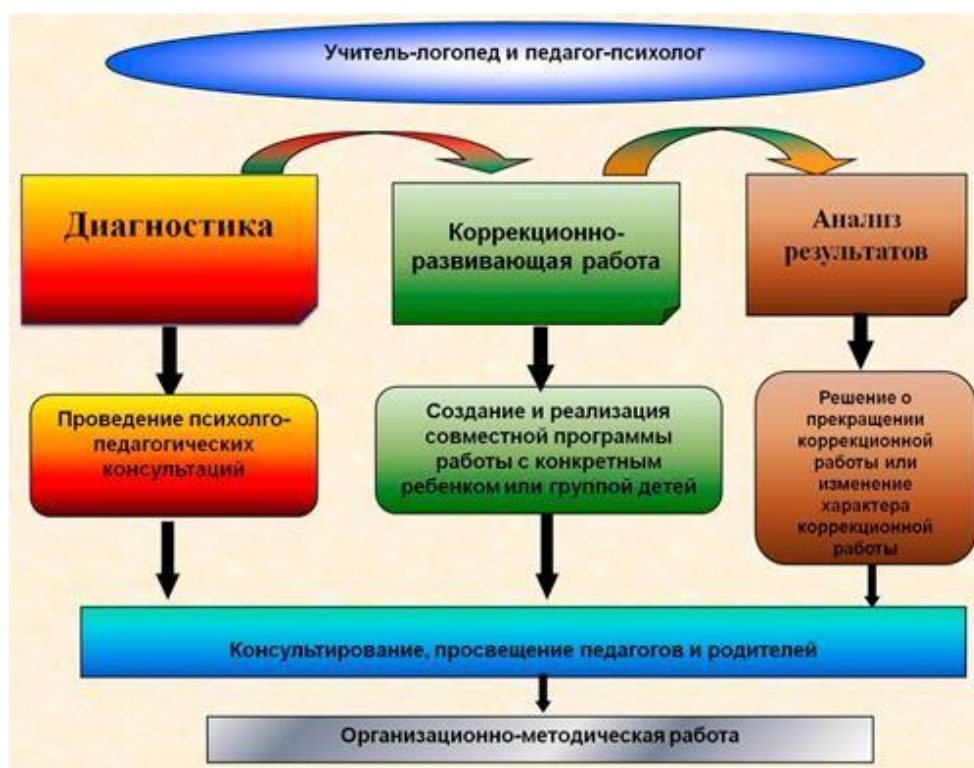 Учитель-логопед и педагог-психолог
Диагностика
Коррекционно-
развивающая работа
Анализ
результатов
Проведение психолго-
педагогических
консультаций
Создание и реализация
совместной программы
работы с конкретным
ребенком или группой детей
Решение о
прекращении
коррекционной
работы или
изменение
характера
коррекционной
работы
Консультирование, просвещение педагогов и родителей
Организационно-методическая работа